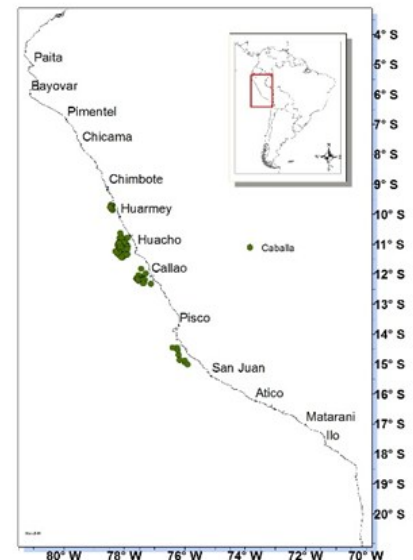 Paita
Bayovar
Pimentel
Chicama
Chimbote
Huarmey
Huacho
Callao
Pisco
San Juan
Atico
Matarani
Ilo
Caballa
N
4° S
5° S
6° S
7° S
8° S
9° S
10° S
11° S
12° S
13° S
14° S
15° S
16° S
17° S
18° S
19° S
20° S
80° W 78° W 76° W 74° W 72° W 70° W